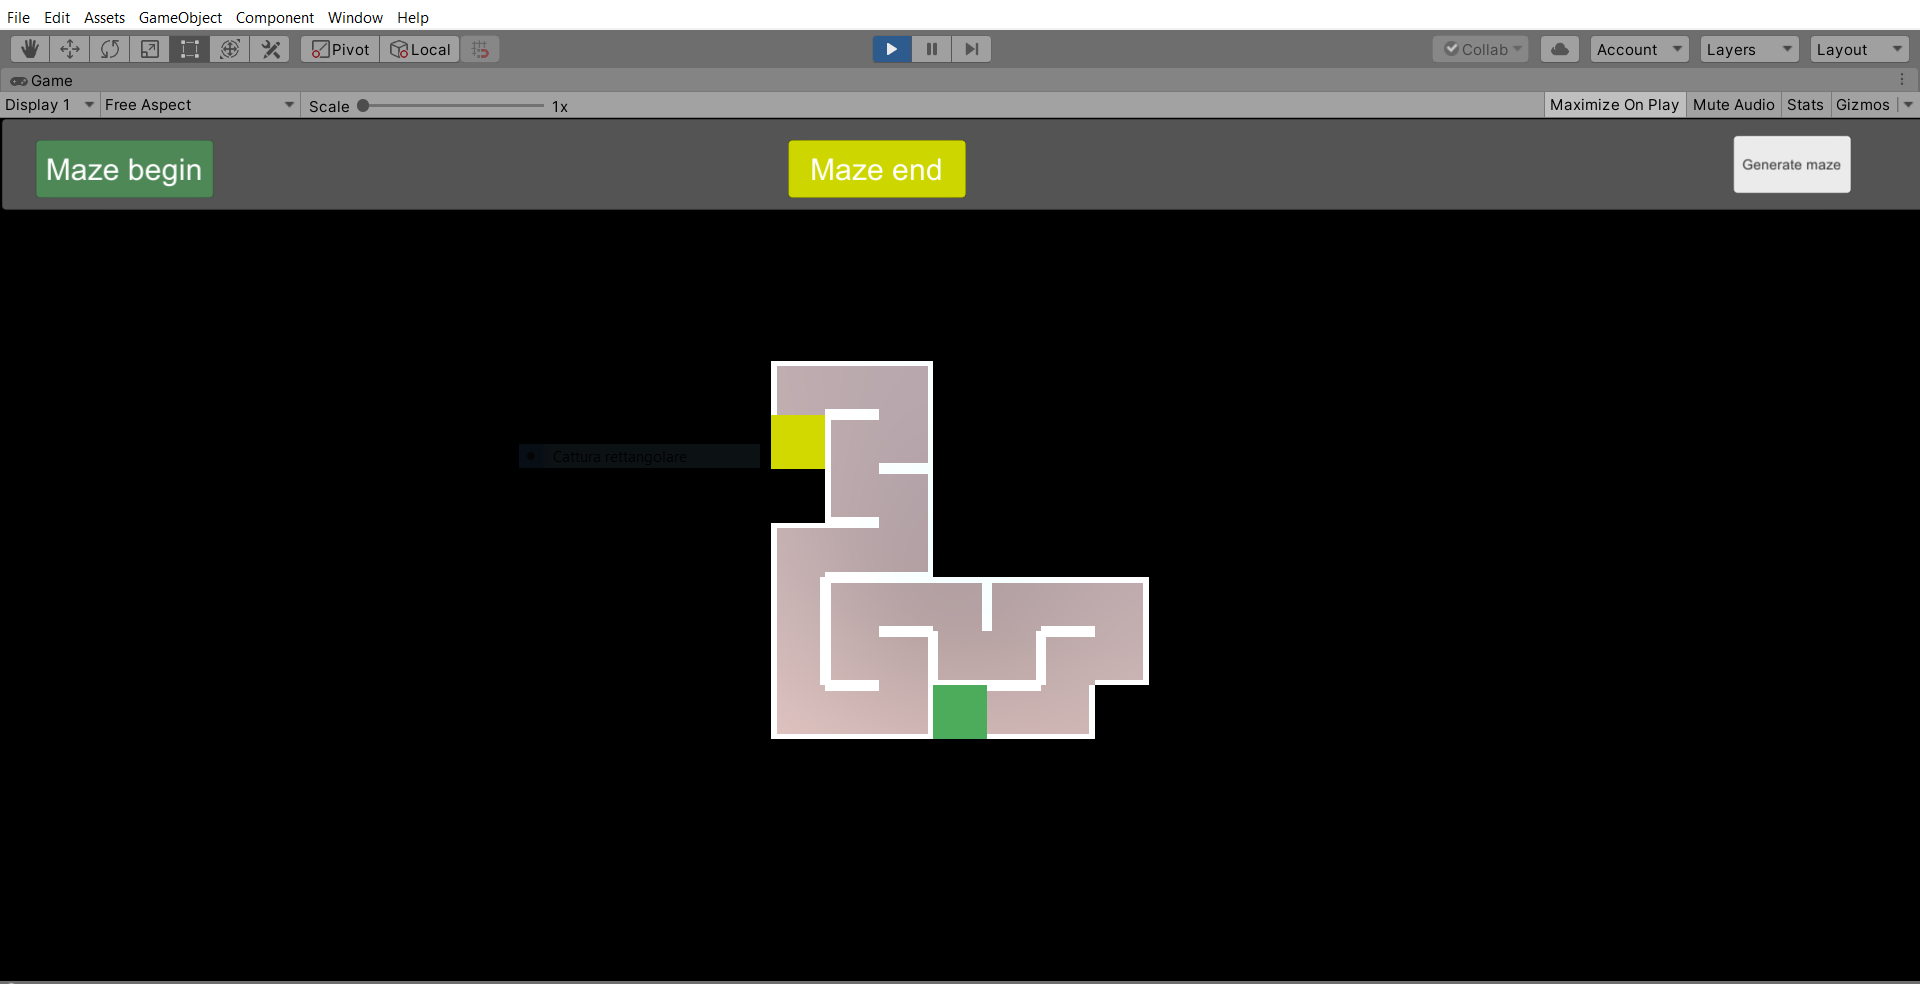 File Edit Assets GameObject Component Window Help
Pivot Local Collab Account Layers Layout
Game
Display 1 Free Aspect Scale 1x Maximize On Play Mute Audio Stats Gizmos
Maze begin Maze end Generate maze
Cattura rettangolare